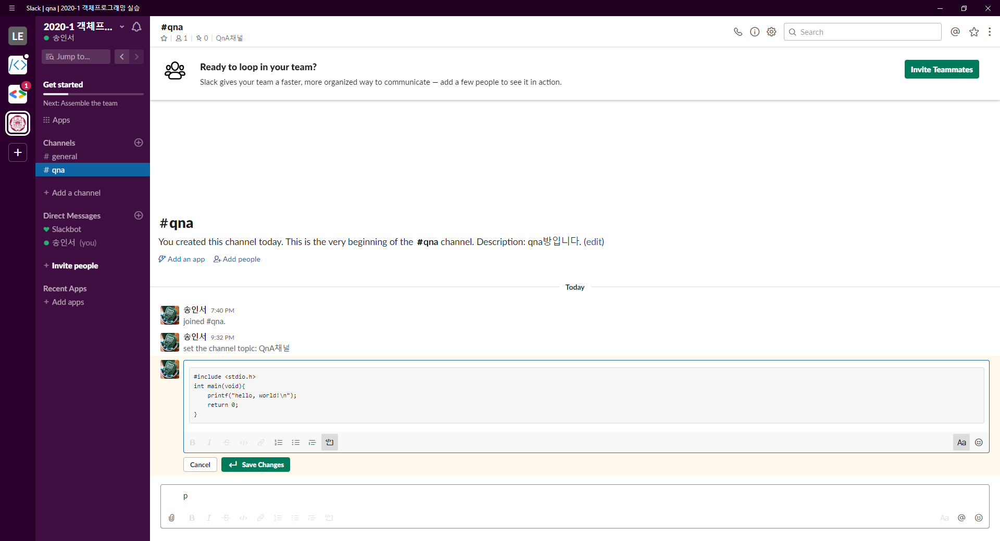 Slack | qna | 2020-1 객체프로그래밍 실습
LE
1
2020-1 객체프...
송인서
Jump to...
Get started
Next: Assemble the team
Apps
Channels
# general
# qna
+ Add a channel
Direct Messages
Slackbot
송인서 (you)
+ Invite people
Recent Apps
+ Add apps
#qna
1 | 0 | QnA채널
Search
Ready to loop in your team?
Slack gives your team a faster, more organized way to communicate — add a few people to see it in action.
Invite Teammates
#qna
You created this channel today. This is the very beginning of the #qna channel. Description: qna방입니다. (edit)
Add an app Add people
Today
송인서 7:40 PM
joined #qna.
송인서 9:32 PM
set the channel topic: QnA채널
#include <stdio.h>
int main(void){
    printf("hello, world!\n");
    return 0;
}
B I S </> Aa
Cancel Save Changes
p
B I S </> Aa @